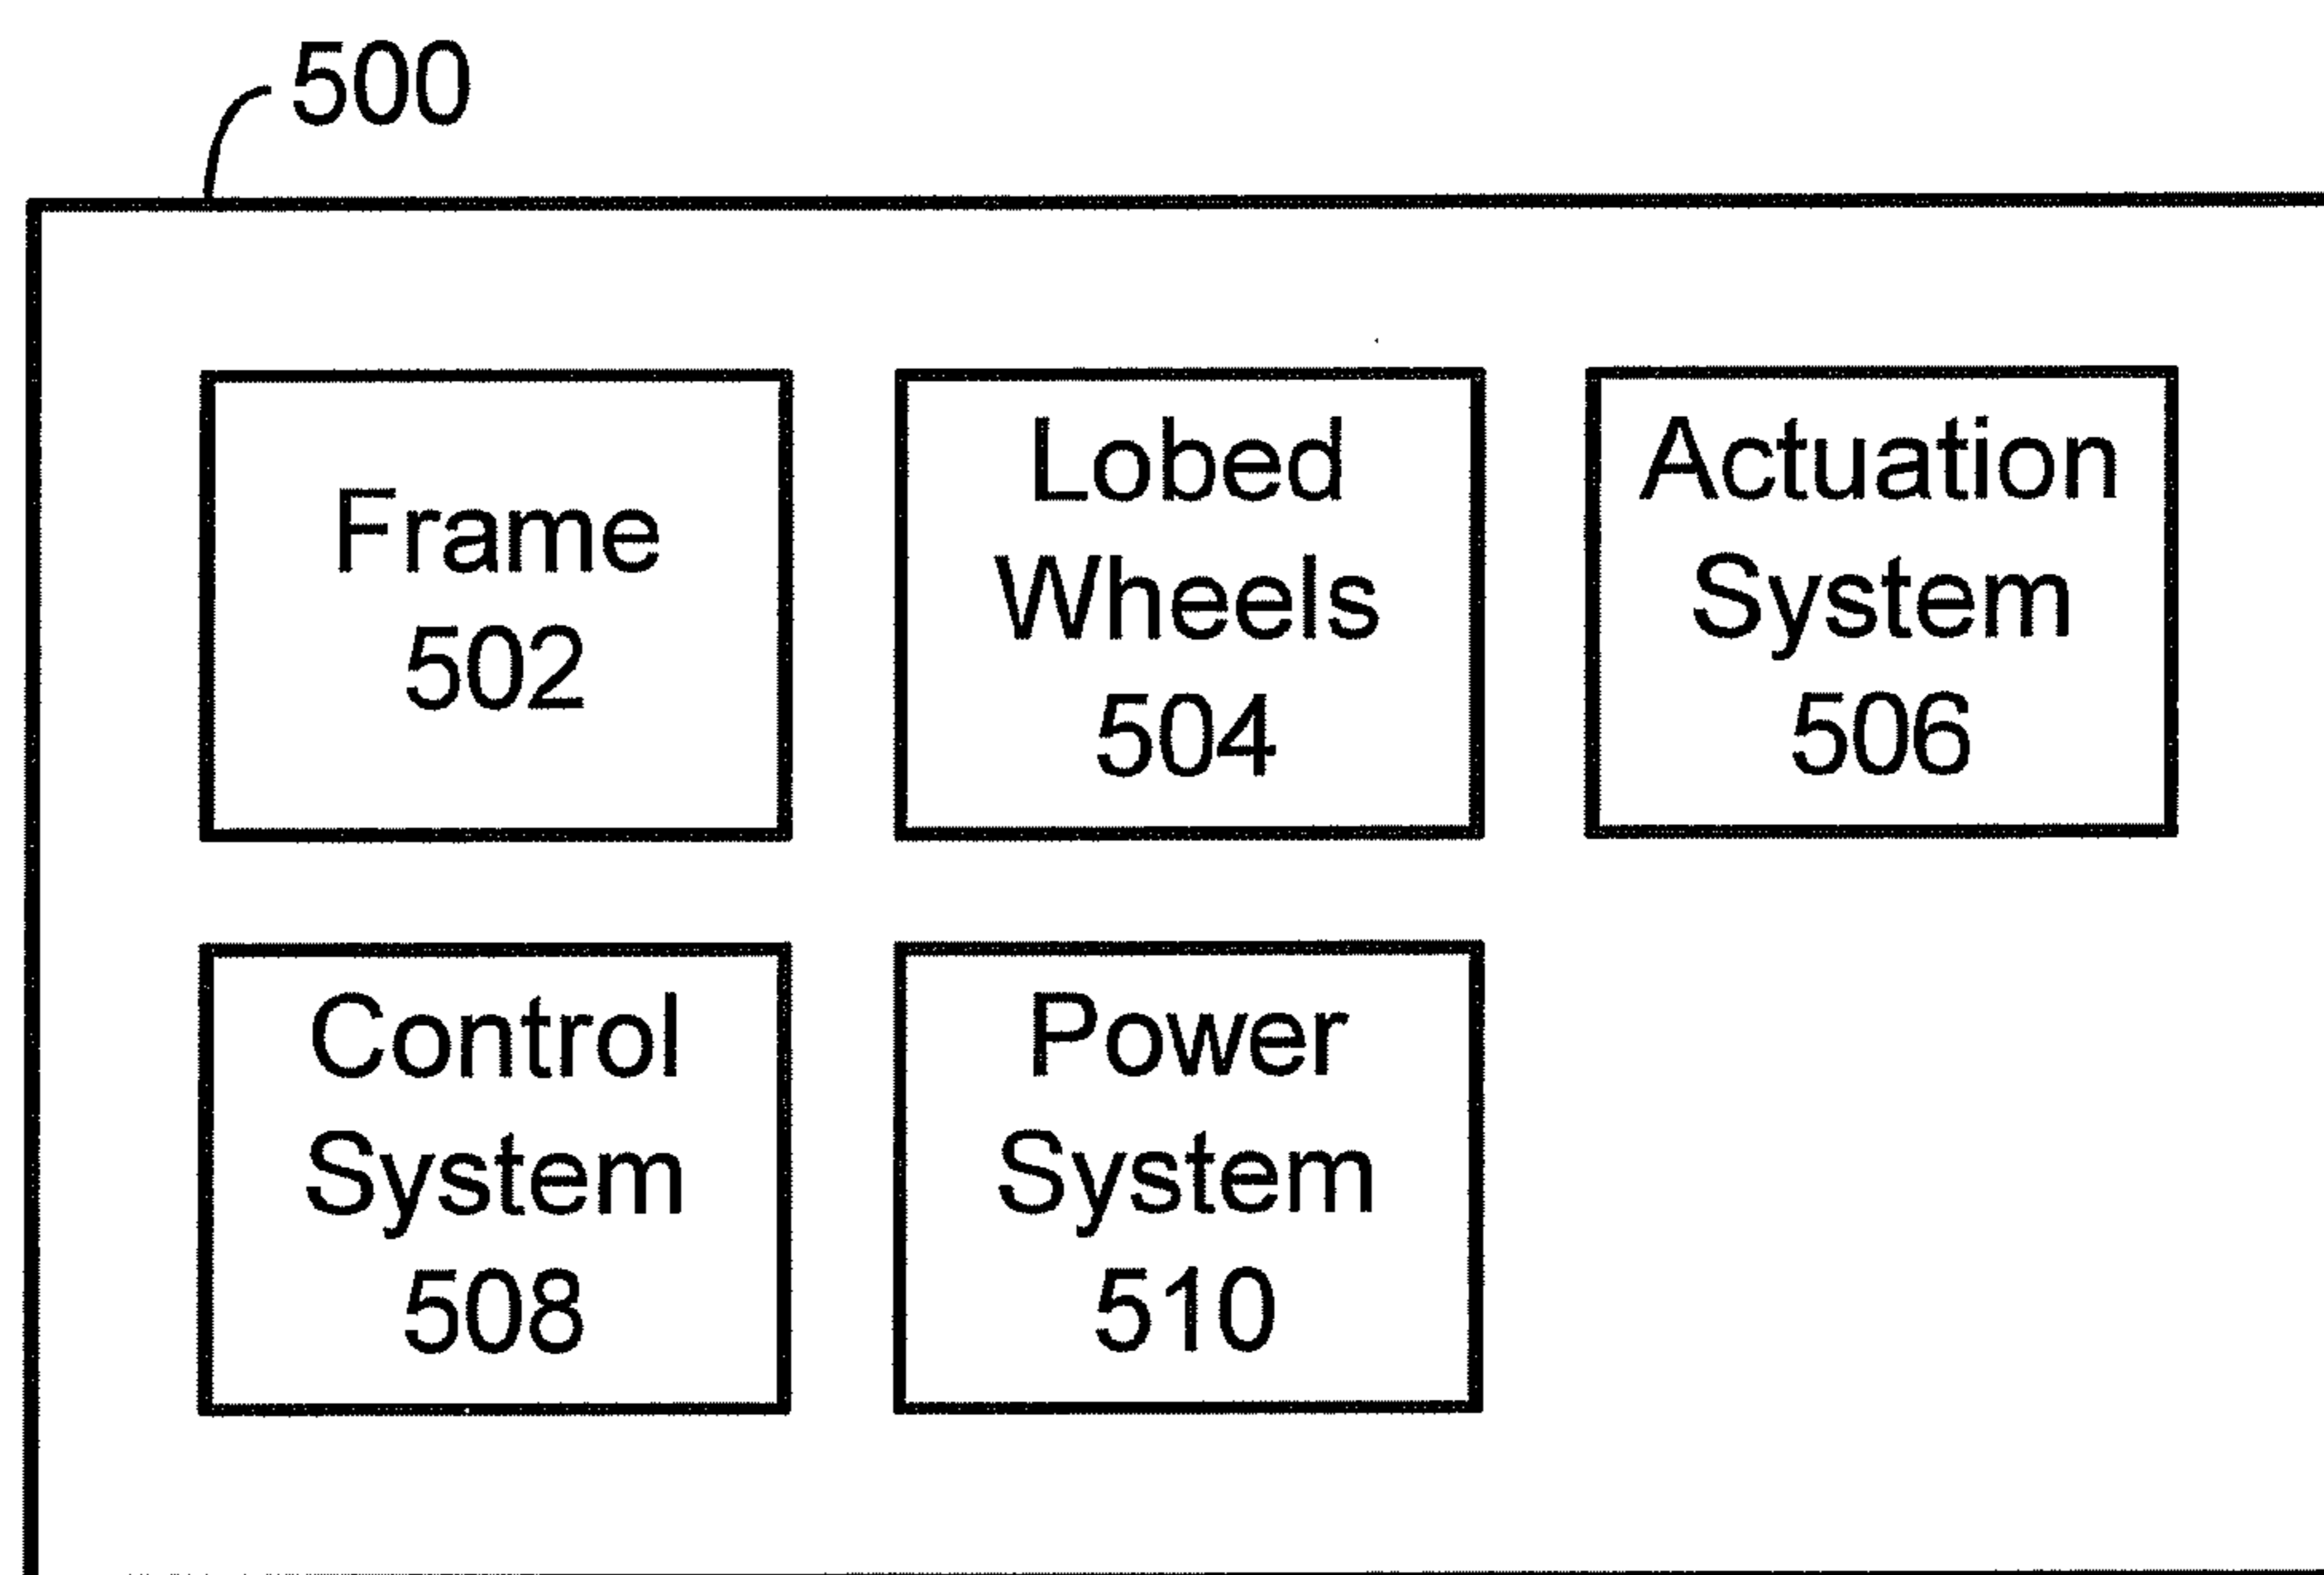 500
Frame
502
Lobed
Wheels
504
Actuation
System
506
Control
System
508
Power
System
510